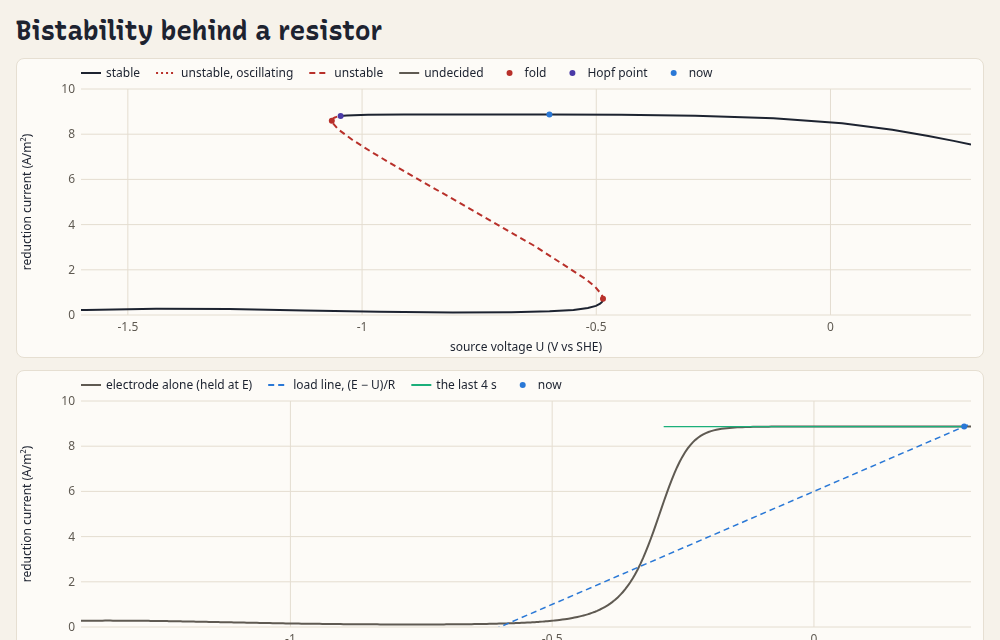 Bistability behind a resistor
stable unstable, oscillating unstable undecided fold Hopf point now
10
8
6
4
2
0
reduction current (A/m²)
-1.5 -1 -0.5 0
source voltage U (V vs SHE)
electrode alone (held at E) load line, (E − U)/R the last 4 s now
10
8
6
4
2
0
reduction current (A/m²)
-1 -0.5 0